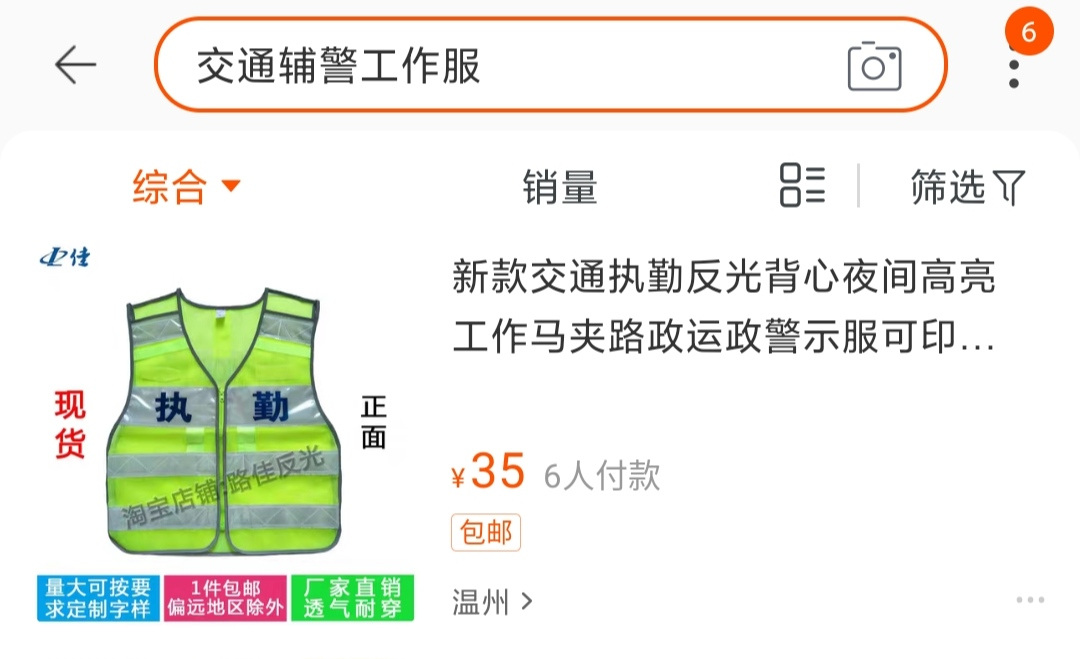 6
交通辅警工作服
综合
销量
筛选
佳
新款交通执勤反光背心夜间高亮
工作马夹路政运政警示服可印...
现货
执 勤
正面
淘宝店铺:路佳反光
¥35 6人付款
包邮
量大可按要
求定制字样
1件包邮
偏远地区除外
厂家直销
透气耐穿
温州